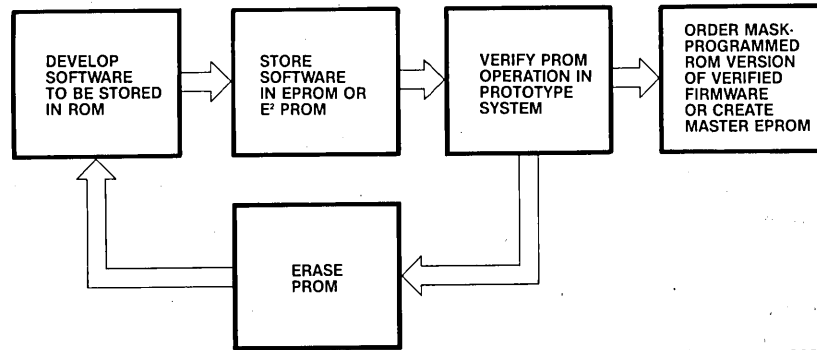 DEVELOP
SOFTWARE
TO BE STORED
IN ROM
STORE
SOFTWARE
IN EPROM OR
E² PROM
VERIFY PROM
OPERATION IN
PROTOTYPE
SYSTEM
ORDER MASK-
PROGRAMMED
ROM VERSION
OF VERIFIED
FIRMWARE
OR CREATE
MASTER EPROM
ERASE
PROM